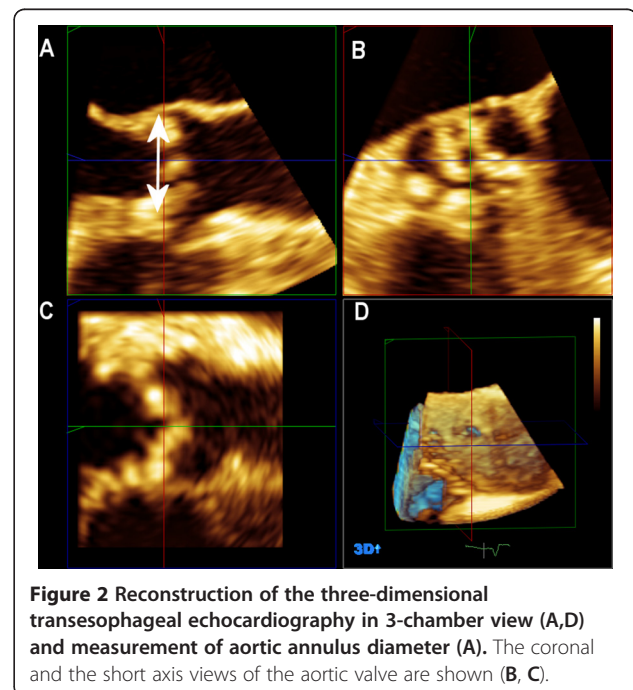 A
B
C
D
3D↑
Figure 2 Reconstruction of the three-dimensional
transesophageal echocardiography in 3-chamber view (A,D)
and measurement of aortic annulus diameter (A). The coronal
and the short axis views of the aortic valve are shown (B, C).